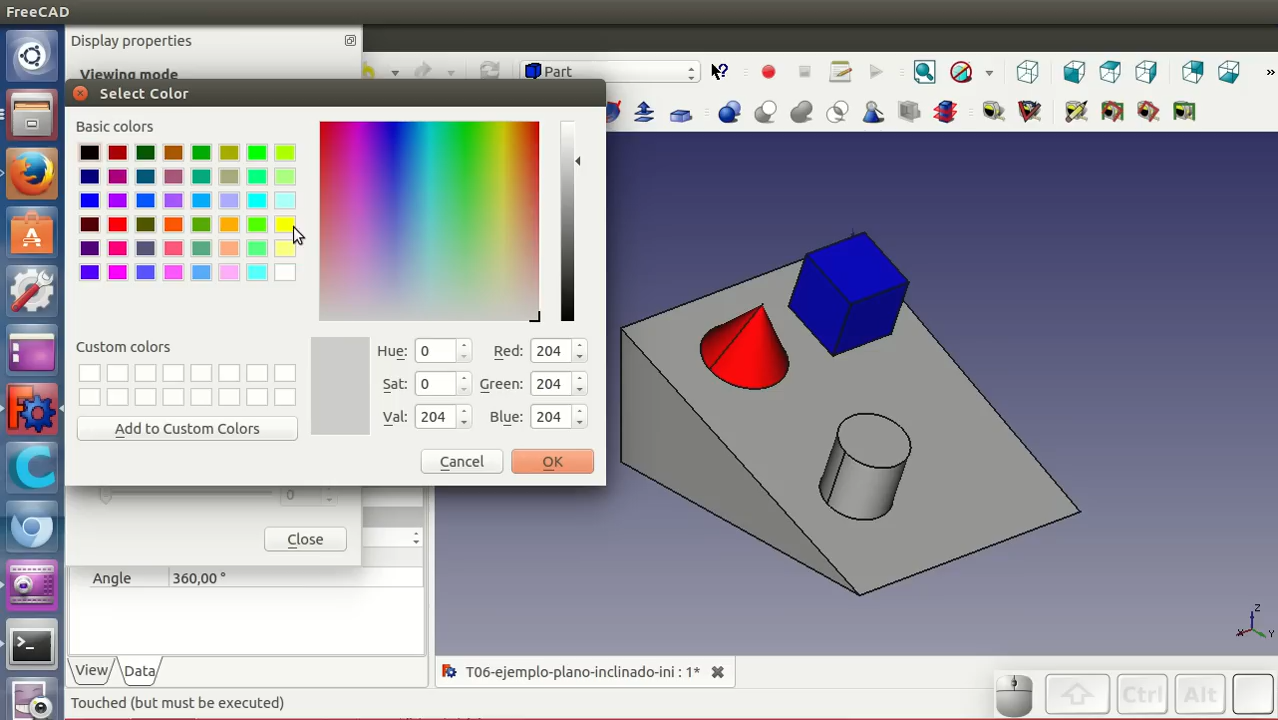 FreeCAD
Display properties
Viewing mode
Part
»
Select Color
Basic colors
Custom colors
Add to Custom Colors
Hue: 0
Red: 204
Sat: 0
Green: 204
Val: 204
Blue: 204
Cancel
OK
0
Close
Angle
360,00 °
View
Data
T06-ejemplo-plano-inclinado-ini : 1*
Touched (but must be executed)
Ctrl
Alt
Z
X
Y